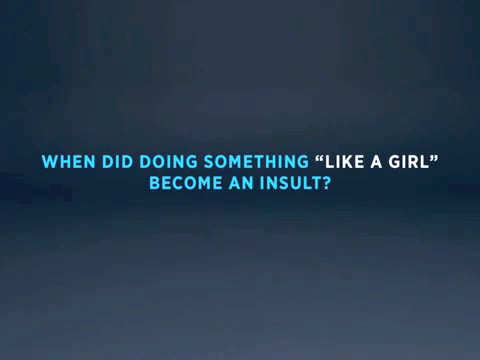 WHEN DID DOING SOMETHING “LIKE A GIRL”
BECOME AN INSULT?